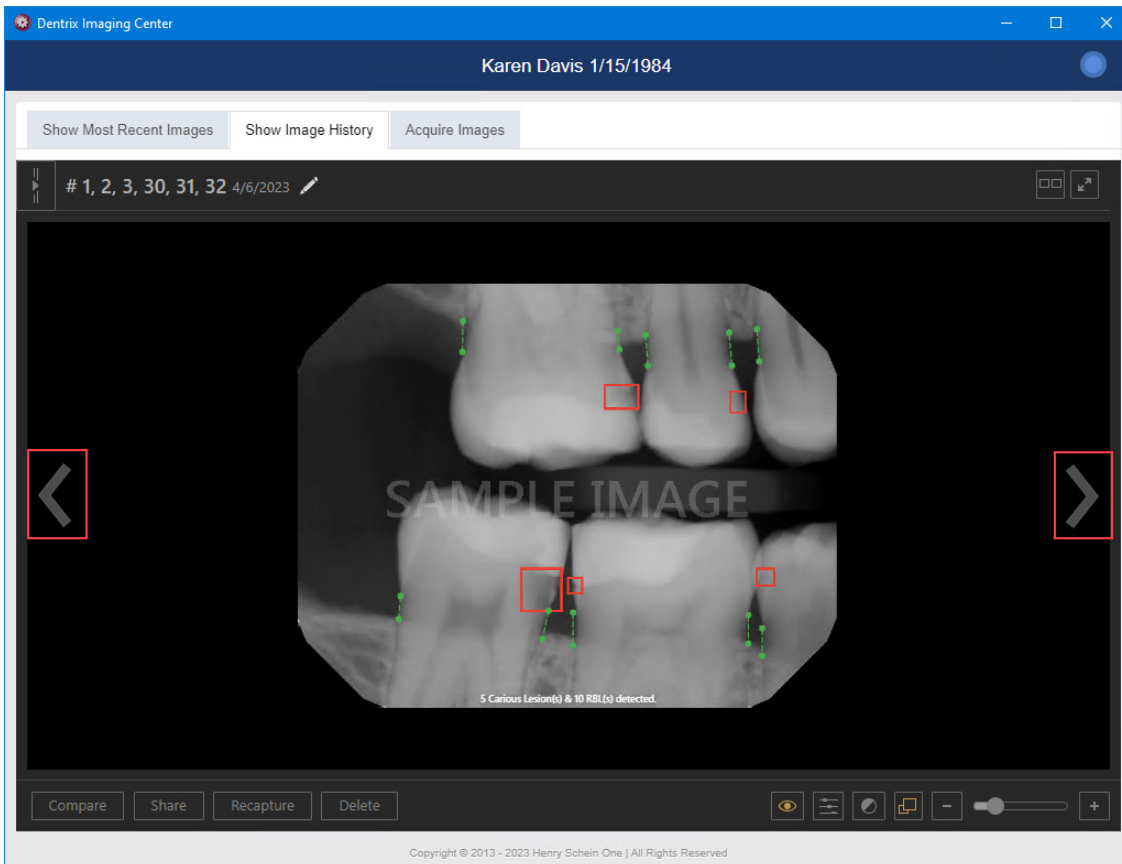 Dentrix Imaging Center
Karen Davis 1/15/1984
Show Most Recent Images Show Image History Acquire Images
# 1, 2, 3, 30, 31, 32 4/6/2023
SAMPLE IMAGE
5 Carious Lesion(s) & 10 RBL(s) detected.
Compare Share Recapture Delete
Copyright © 2013 - 2023 Henry Schein One | All Rights Reserved